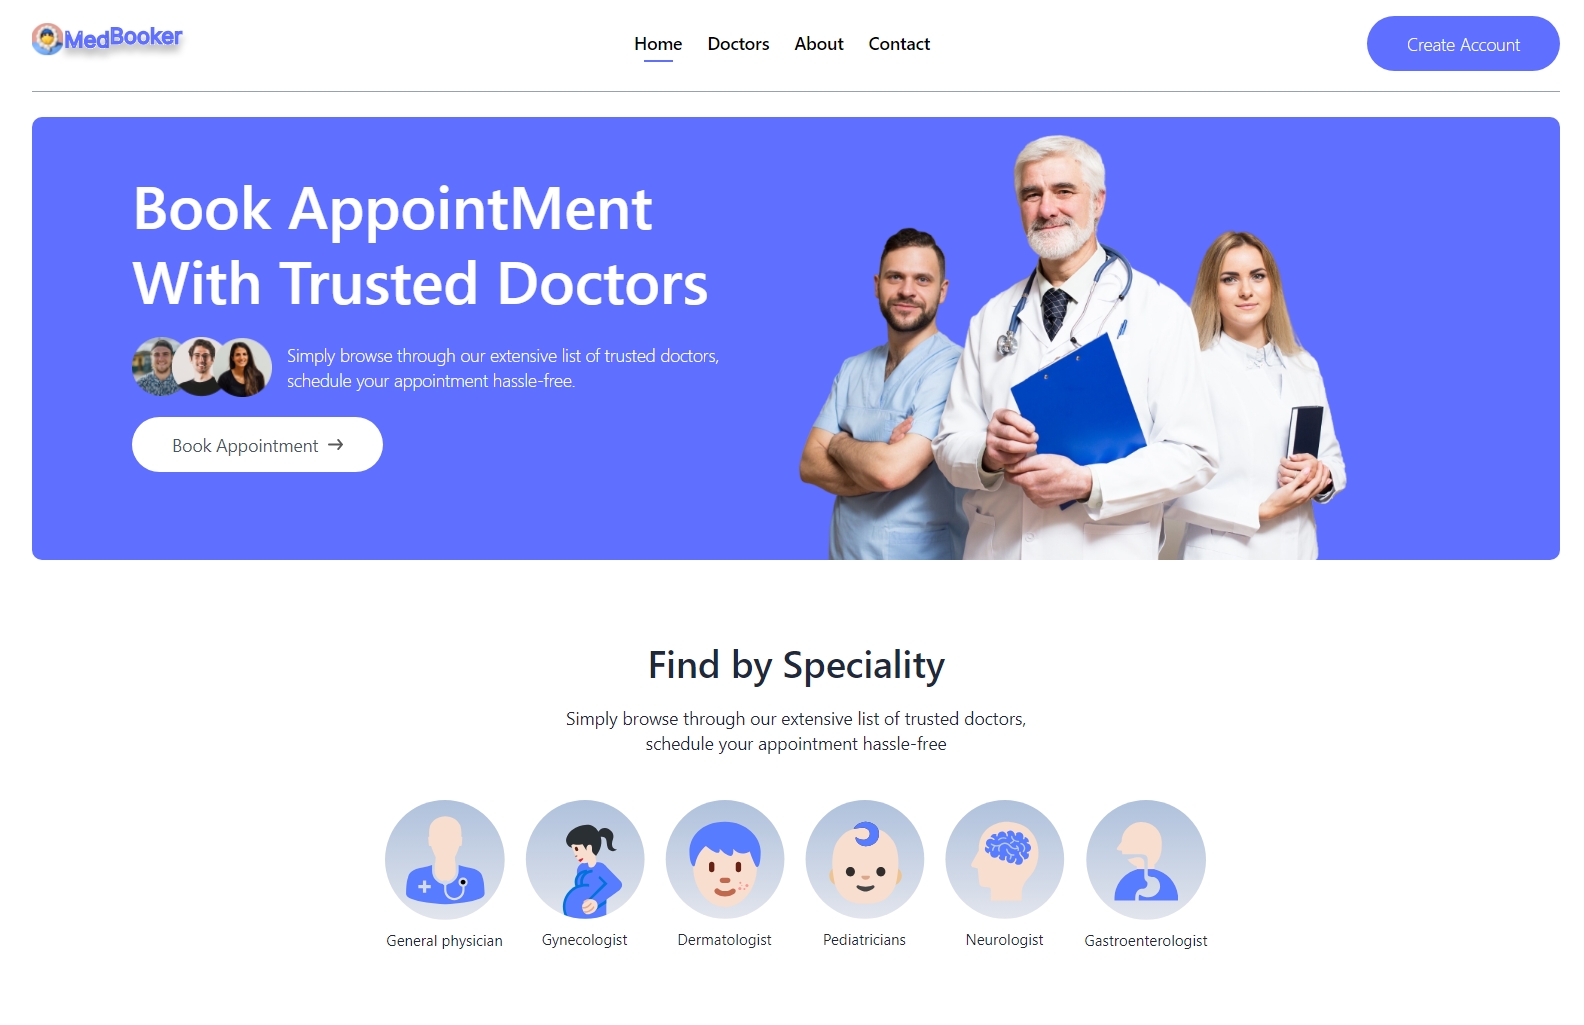 MedBooker
Home Doctors About Contact
Create Account
Book AppointMent
With Trusted Doctors
Simply browse through our extensive list of trusted doctors,
schedule your appointment hassle-free.
Book Appointment →
Find by Speciality
Simply browse through our extensive list of trusted doctors,
schedule your appointment hassle-free
General physician Gynecologist Dermatologist Pediatricians Neurologist Gastroenterologist